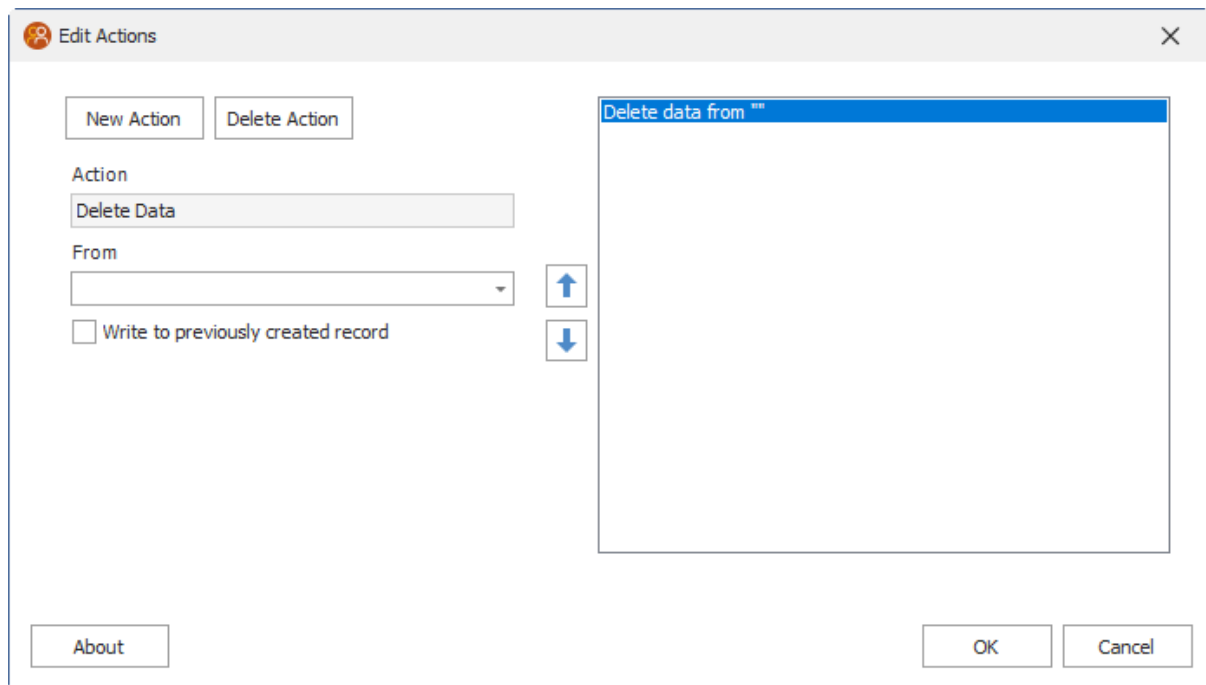 Edit Actions
New Action
Delete Action
Delete data from ""
Action
Delete Data
From
Write to previously created record
About
OK
Cancel